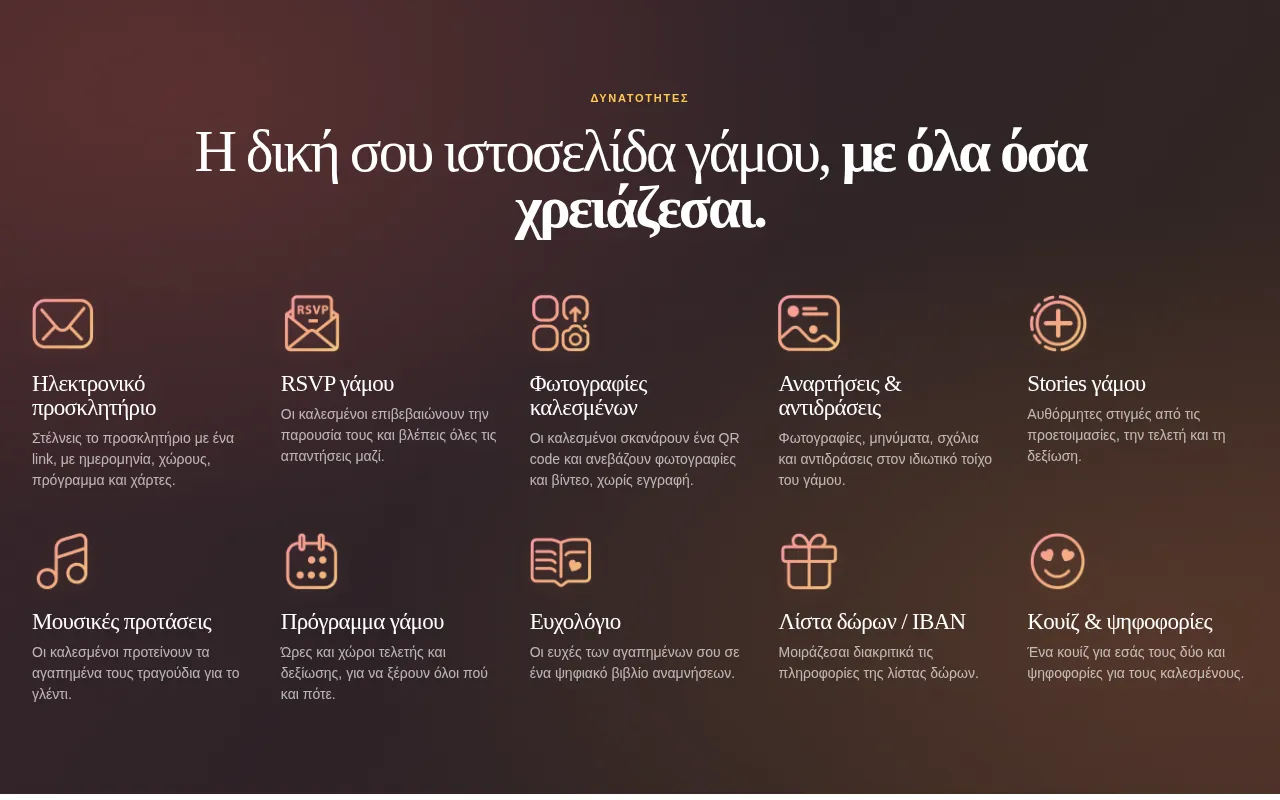 ΔΥΝΑΤΟΤΗΤΕΣ
Η δική σου ιστοσελίδα γάμου, με όλα όσα
χρειάζεσαι.
RSVP
Ηλεκτρονικό
προσκλητήριο
Στέλνεις το προσκλητήριο με ένα
link, με ημερομηνία, χώρους,
πρόγραμμα και χάρτες.
RSVP γάμου
Οι καλεσμένοι επιβεβαιώνουν την
παρουσία τους και βλέπεις όλες τις
απαντήσεις μαζί.
Φωτογραφίες
καλεσμένων
Οι καλεσμένοι σκανάρουν ένα QR
code και ανεβάζουν φωτογραφίες
και βίντεο, χωρίς εγγραφή.
Αναρτήσεις &
αντιδράσεις
Φωτογραφίες, μηνύματα, σχόλια
και αντιδράσεις στον ιδιωτικό τοίχο
του γάμου.
Stories γάμου
Αυθόρμητες στιγμές από τις
προετοιμασίες, την τελετή και τη
δεξίωση.
Μουσικές προτάσεις
Οι καλεσμένοι προτείνουν τα
αγαπημένα τους τραγούδια για το
γλέντι.
Πρόγραμμα γάμου
Ώρες και χώροι τελετής και
δεξίωσης, για να ξέρουν όλοι πού
και πότε.
Ευχολόγιο
Οι ευχές των αγαπημένων σου σε
ένα ψηφιακό βιβλίο αναμνήσεων.
Λίστα δώρων / IBAN
Μοιράζεσαι διακριτικά τις
πληροφορίες της λίστας δώρων.
Κουίζ & ψηφοφορίες
Ένα κουίζ για εσάς τους δύο και
ψηφοφορίες για τους καλεσμένους.